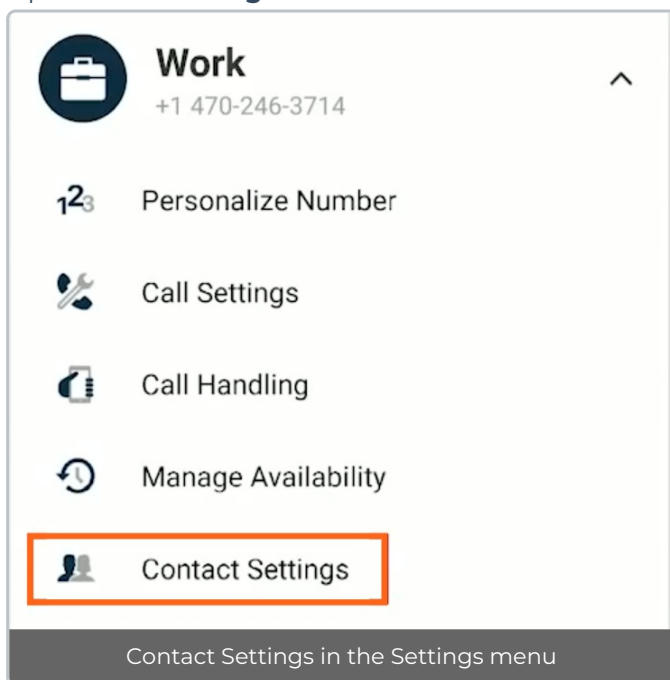 Work
+1 470-246-3714
123 Personalize Number
Call Settings
Call Handling
Manage Availability
Contact Settings
Contact Settings in the Settings menu